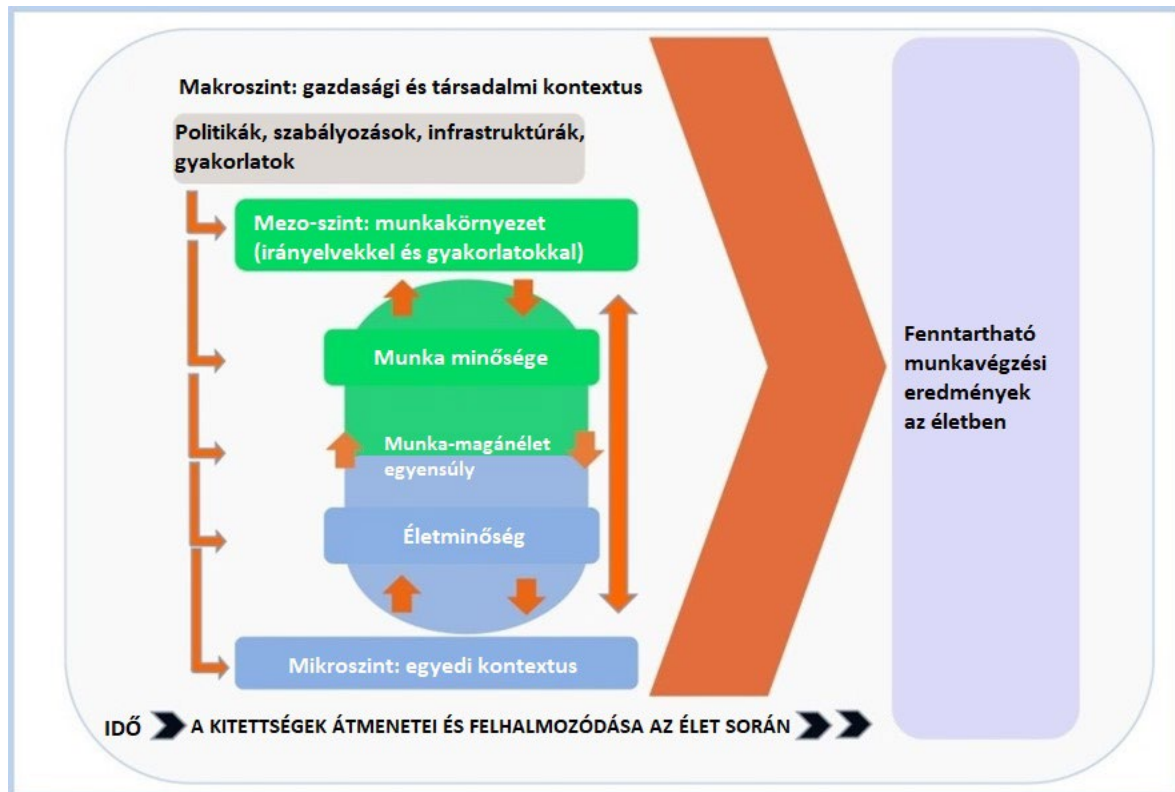 Makroszint: gazdasági és társadalmi kontextus
Politikák, szabályozások, infrastruktúrák,
gyakorlatok
Mezo-szint: munkakörnyezet
(irányelvekkel és gyakorlatokkal)
Munka minősége
Munka-magánélet
egyensúly
Életminőség
Mikroszint: egyedi kontextus
IDŐ A KITETTSÉGEK ÁTMENETEI ÉS FELHALMOZÓDÁSA AZ ÉLET SORÁN
Fenntartható
munkavégzési
eredmények
az életben